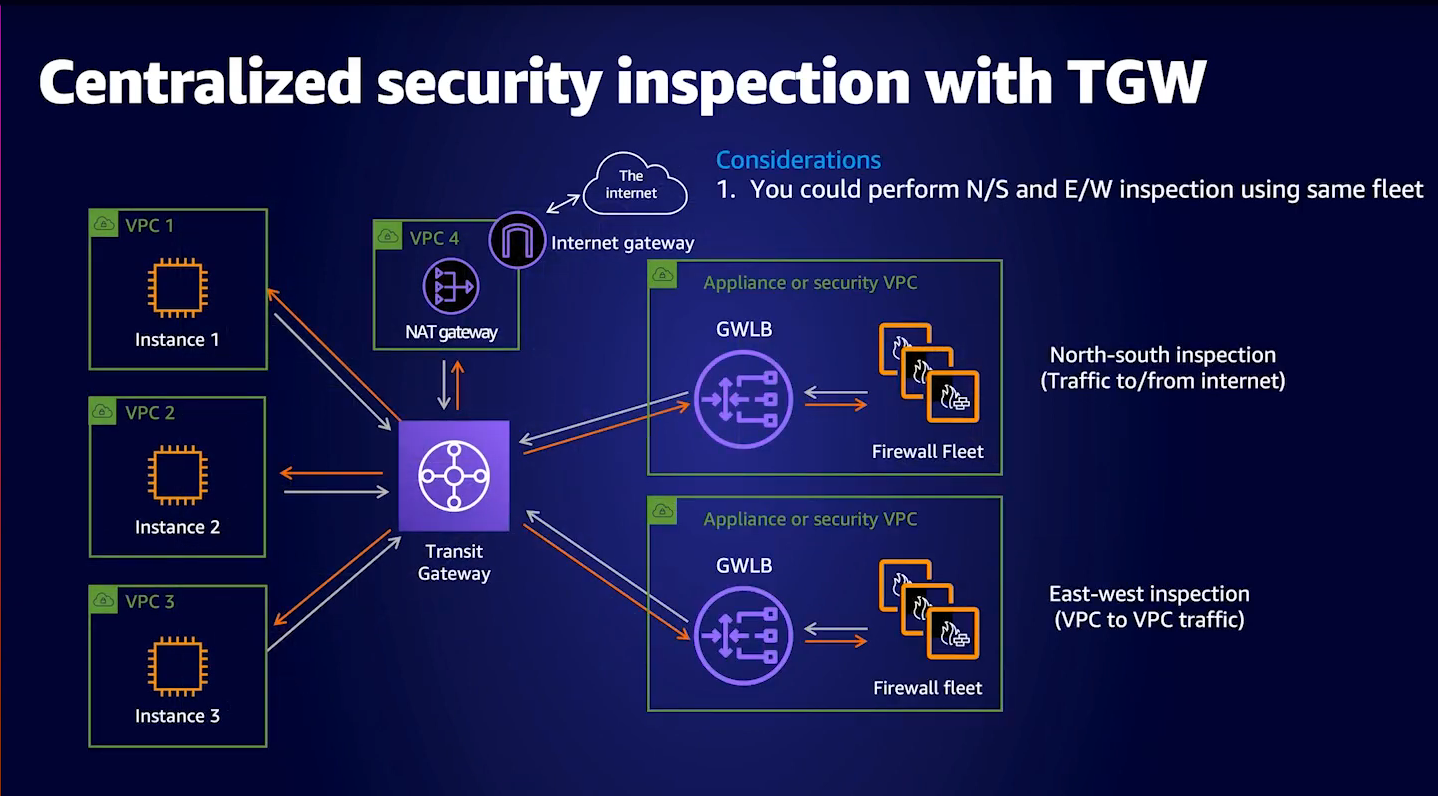 Centralized security inspection with TGW
The
internet
Considerations
1. You could perform N/S and E/W inspection using same fleet
VPC 1
Instance 1
VPC 4
Internet gateway
NAT gateway
Appliance or security VPC
GWLB
Firewall Fleet
North-south inspection
(Traffic to/from internet)
VPC 2
Instance 2
Transit
Gateway
Appliance or security VPC
GWLB
Firewall fleet
East-west inspection
(VPC to VPC traffic)
VPC 3
Instance 3